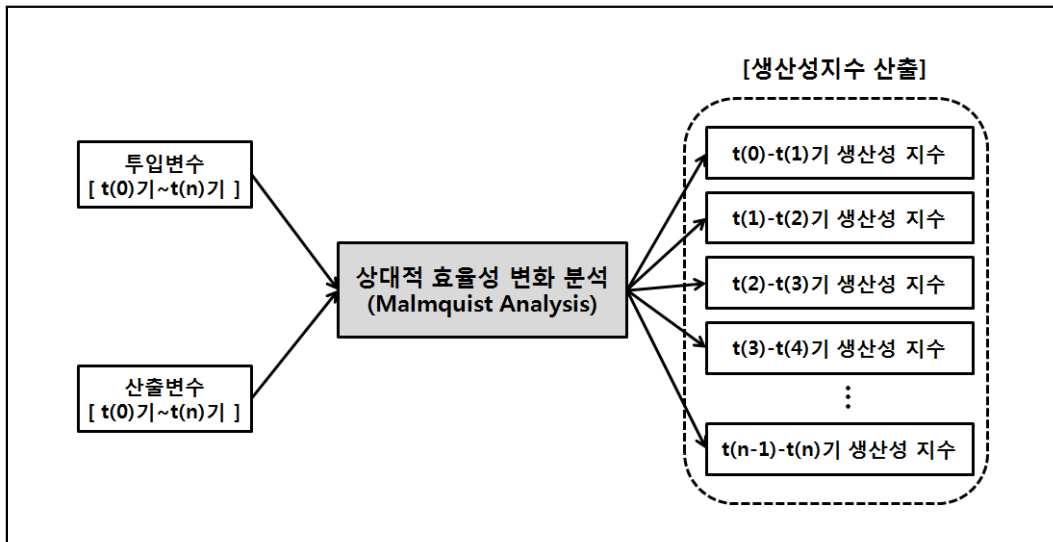 투입변수
[ t(0)기~t(n)기 ]
산출변수
[ t(0)기~t(n)기 ]
상대적 효율성 변화 분석
(Malmquist Analysis)
[생산성지수 산출]
t(0)-t(1)기 생산성 지수
t(1)-t(2)기 생산성 지수
t(2)-t(3)기 생산성 지수
t(3)-t(4)기 생산성 지수
⋮
t(n-1)-t(n)기 생산성 지수